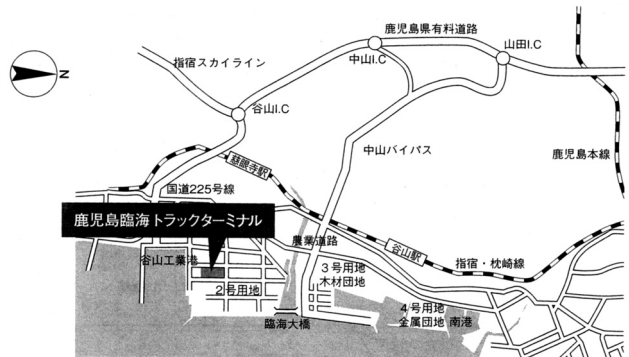 鹿児島県有料道路
山田I.C
中山I.C
指宿スカイライン
N
谷山I.C
中山バイパス
鹿児島本線
慈眼寺駅
国道225号線
鹿児島臨海トラックターミナル
農業道路
谷山駅
谷山工業港
3号用地
木材団地
指宿・枕崎線
2号用地
臨海大橋
4号用地
金属団地 南港